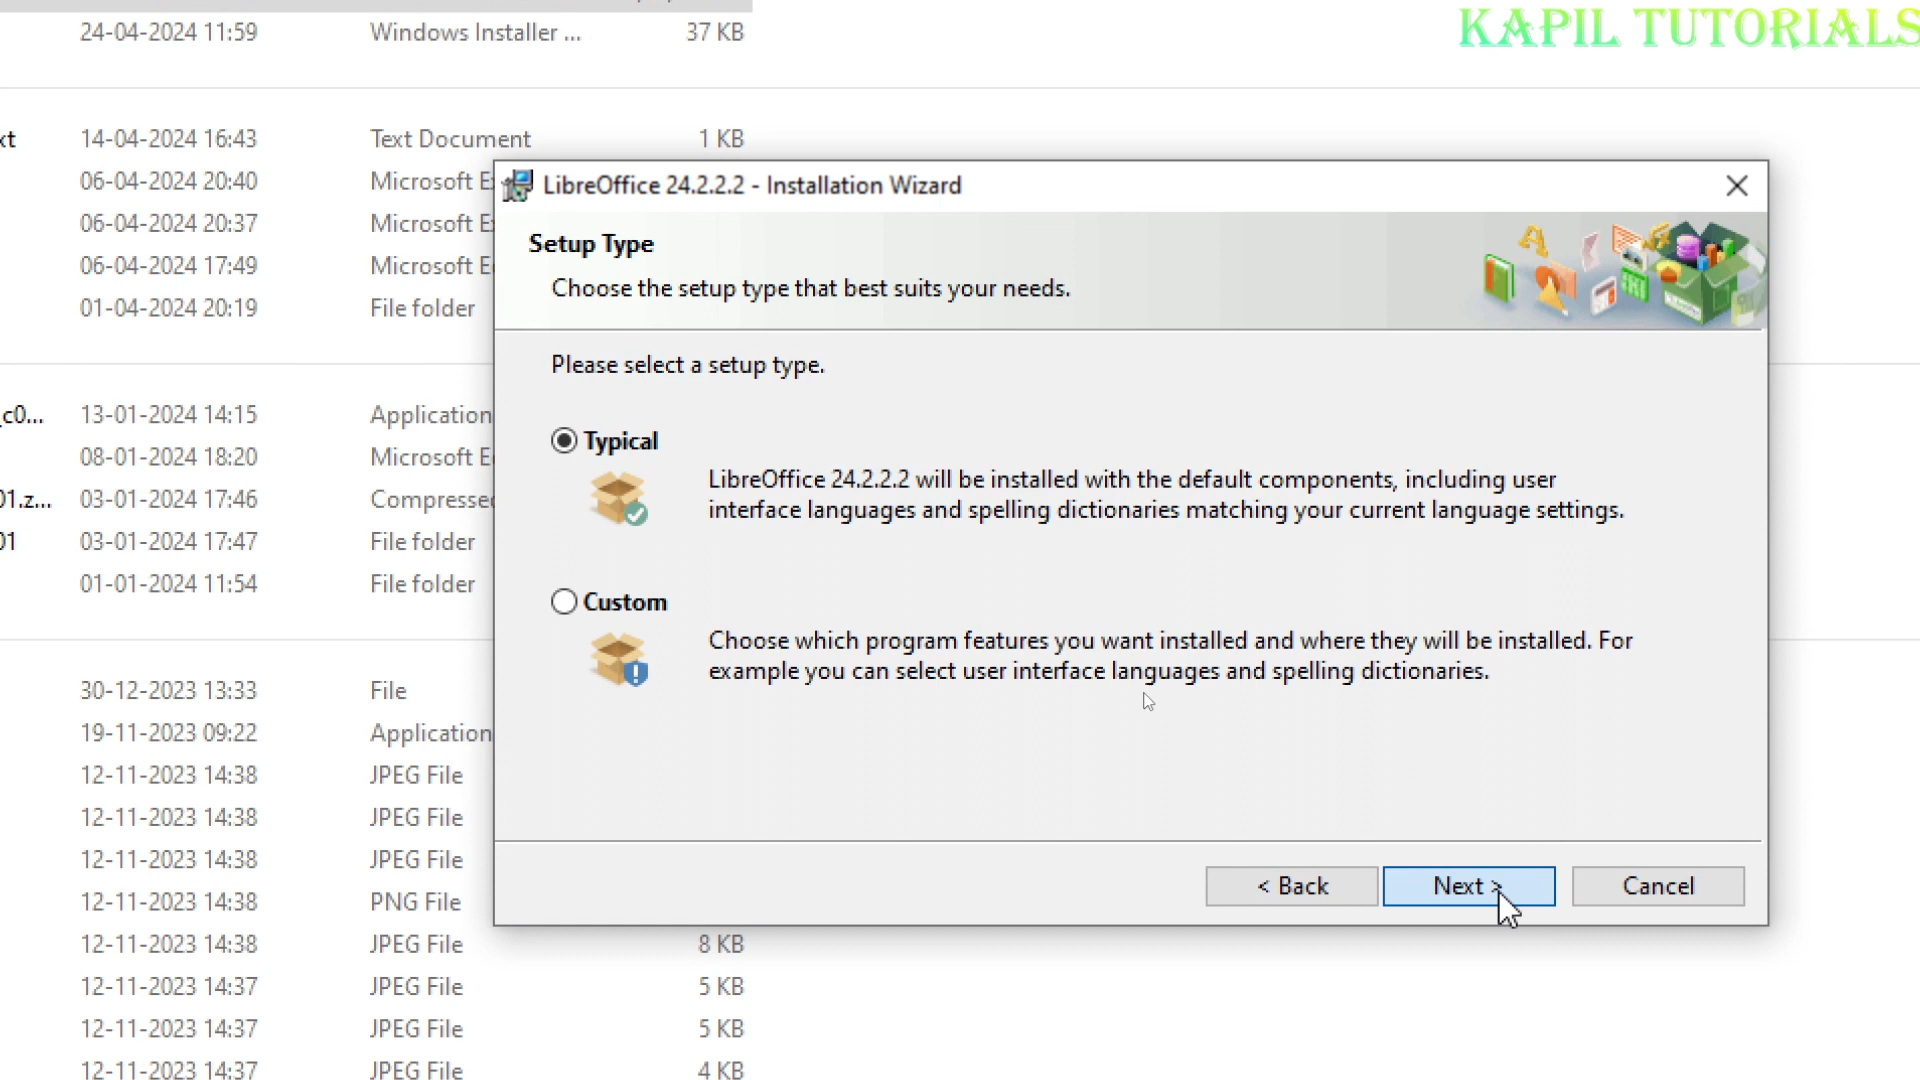 24-04-2024 11:59 Windows Installer ... 37 KB
KAPIL TUTORIALS
xt 14-04-2024 16:43 Text Document 1 KB
06-04-2024 20:40 Microsoft E
06-04-2024 20:37 Microsoft E
06-04-2024 17:49 Microsoft E
01-04-2024 20:19 File folder
_c0... 13-01-2024 14:15 Application
08-01-2024 18:20 Microsoft E
01.z... 03-01-2024 17:46 Compresse
01 03-01-2024 17:47 File folder
01-01-2024 11:54 File folder
30-12-2023 13:33 File
19-11-2023 09:22 Application
12-11-2023 14:38 JPEG File
12-11-2023 14:38 JPEG File
12-11-2023 14:38 JPEG File
12-11-2023 14:38 PNG File
12-11-2023 14:38 JPEG File 8 KB
12-11-2023 14:37 JPEG File 5 KB
12-11-2023 14:37 JPEG File 5 KB
12-11-2023 14:37 JPEG File 4 KB
LibreOffice 24.2.2.2 - Installation Wizard
Setup Type
Choose the setup type that best suits your needs.
Please select a setup type.
Typical
LibreOffice 24.2.2.2 will be installed with the default components, including user
interface languages and spelling dictionaries matching your current language settings.
Custom
Choose which program features you want installed and where they will be installed. For
example you can select user interface languages and spelling dictionaries.
< Back
Next >
Cancel